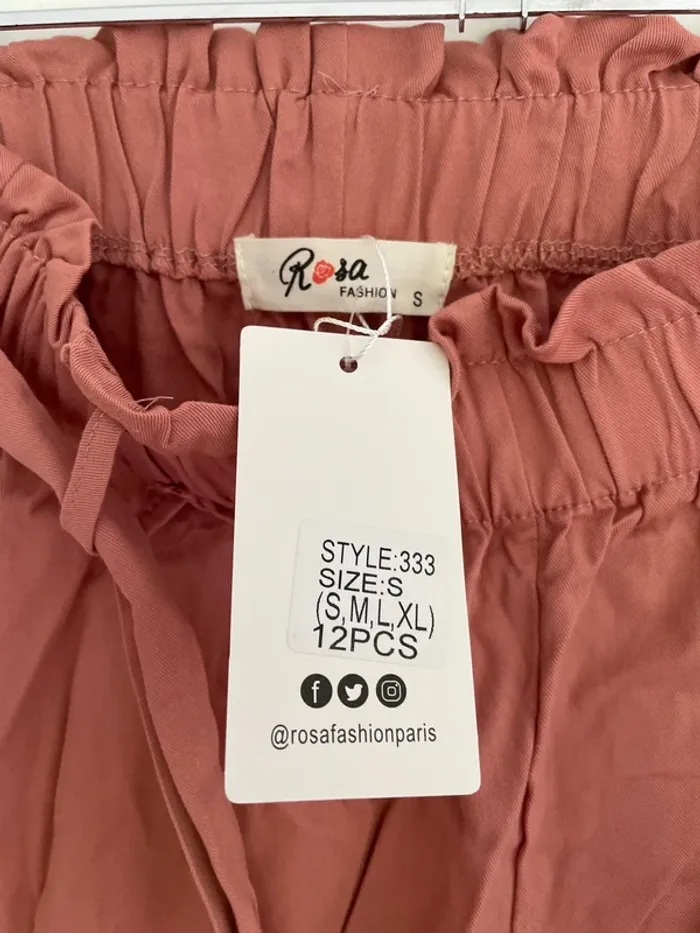 Rosa
FASHION S
STYLE:333
SIZE:S
(S,M,L,XL)
12PCS
@rosafashionparis